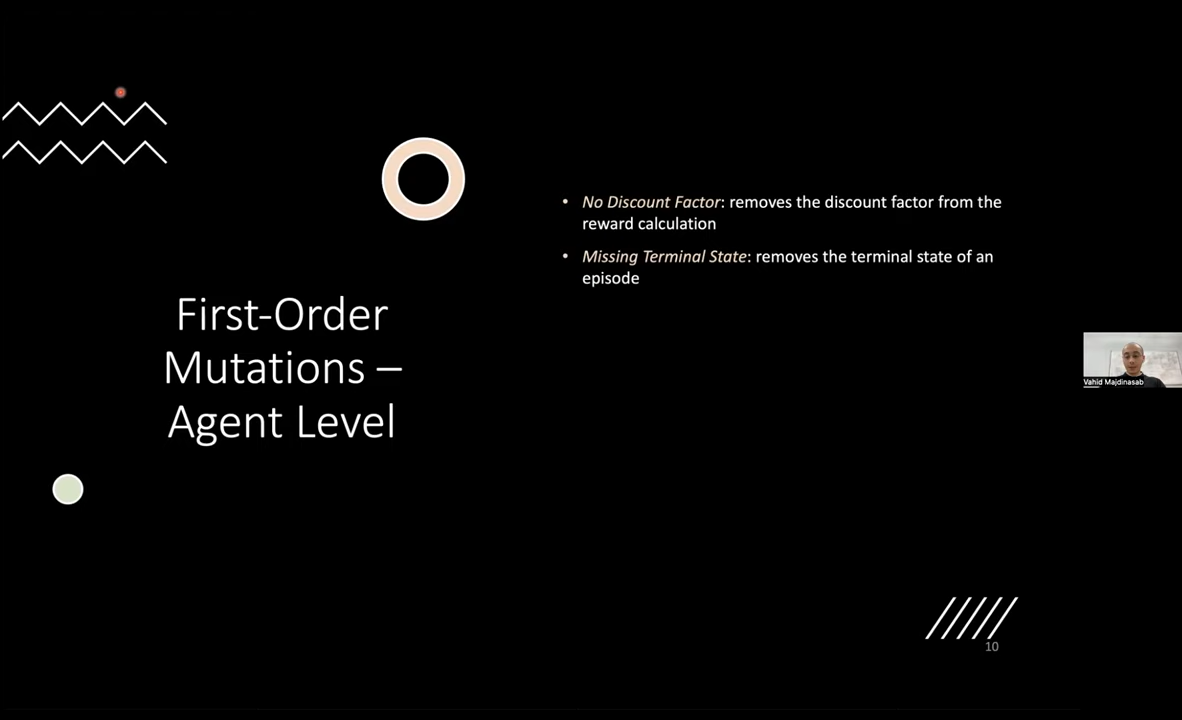 First-Order
Mutations –
Agent Level
• No Discount Factor: removes the discount factor from the
reward calculation
• Missing Terminal State: removes the terminal state of an
episode
Vahid Majdinasab
10